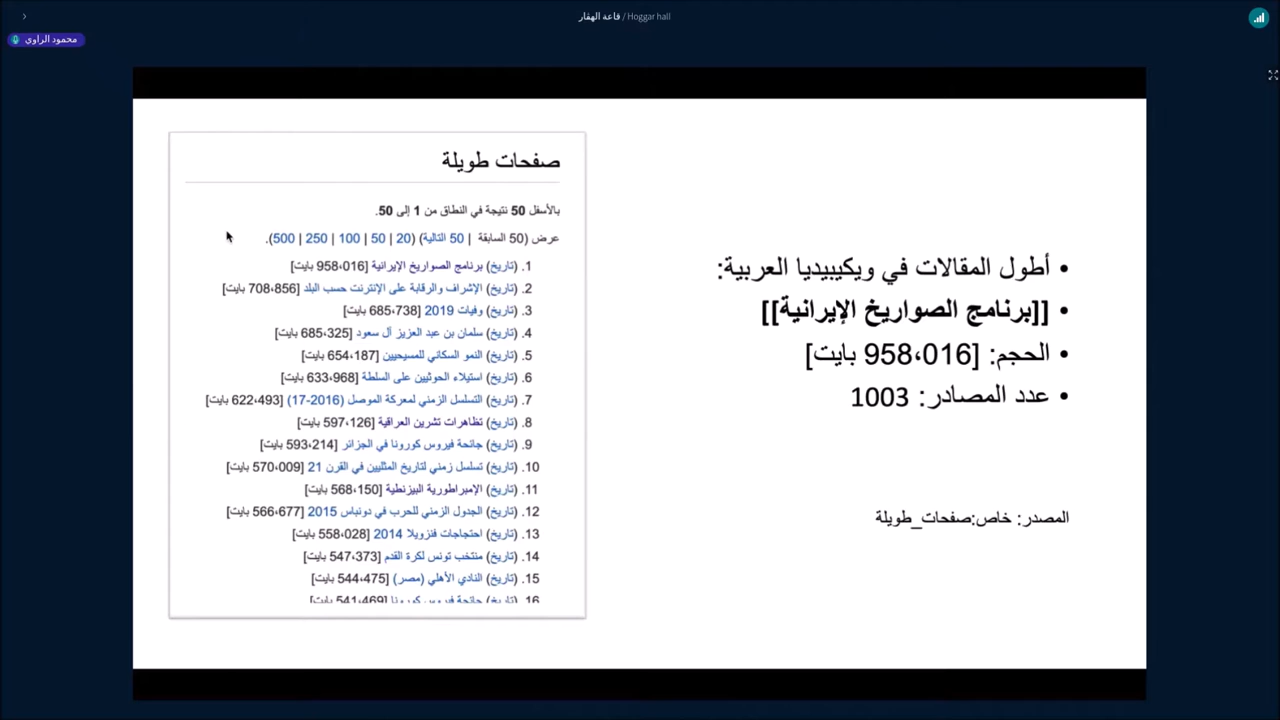 قاعة الهقار / Hoggar hall
محمود الراوي
صفحات طويلة
بالأسفل 50 نتيجة في النطاق من 1 إلى 50.
عرض (50 السابقة | 50 التالية) (20 | 50 | 100 | 250 | 500).
1. (تاريخ) برنامج الصواريخ الإيرانية [958،016 بايت]
2. (تاريخ) الإشراف والرقابة على الإنترنت حسب البلد [708،856 بايت]
3. (تاريخ) وفيات 2019 [685،738 بايت]
4. (تاريخ) سلمان بن عبد العزيز آل سعود [685،325 بايت]
5. (تاريخ) النمو السكاني للمسيحيين [654،187 بايت]
6. (تاريخ) استيلاء الحوثيين على السلطة [633،968 بايت]
7. (تاريخ) التسلسل الزمني لمعركة الموصل (2016-17) [622،493 بايت]
8. (تاريخ) تظاهرات تشرين العراقية [597،126 بايت]
9. (تاريخ) جائحة فيروس كورونا في الجزائر [593،214 بايت]
10. (تاريخ) تسلسل زمني لتاريخ المثليين في القرن 21 [570،009 بايت]
11. (تاريخ) الإمبراطورية البيزنطية [568،150 بايت]
12. (تاريخ) الجدول الزمني للحرب في دونباس 2015 [566،677 بايت]
13. (تاريخ) احتجاجات فنزويلا 2014 [558،028 بايت]
14. (تاريخ) منتخب تونس لكرة القدم [547،373 بايت]
15. (تاريخ) النادي الأهلي (مصر) [544،475 بايت]
16. (تاريخ) جائحة فيروس كورونا [541،469 بايت]
• أطول المقالات في ويكيبيديا العربية:
• [[برنامج الصواريخ الإيرانية]]
• الحجم: [958،016 بايت]
• عدد المصادر: 1003
المصدر: خاص:صفحات_طويلة